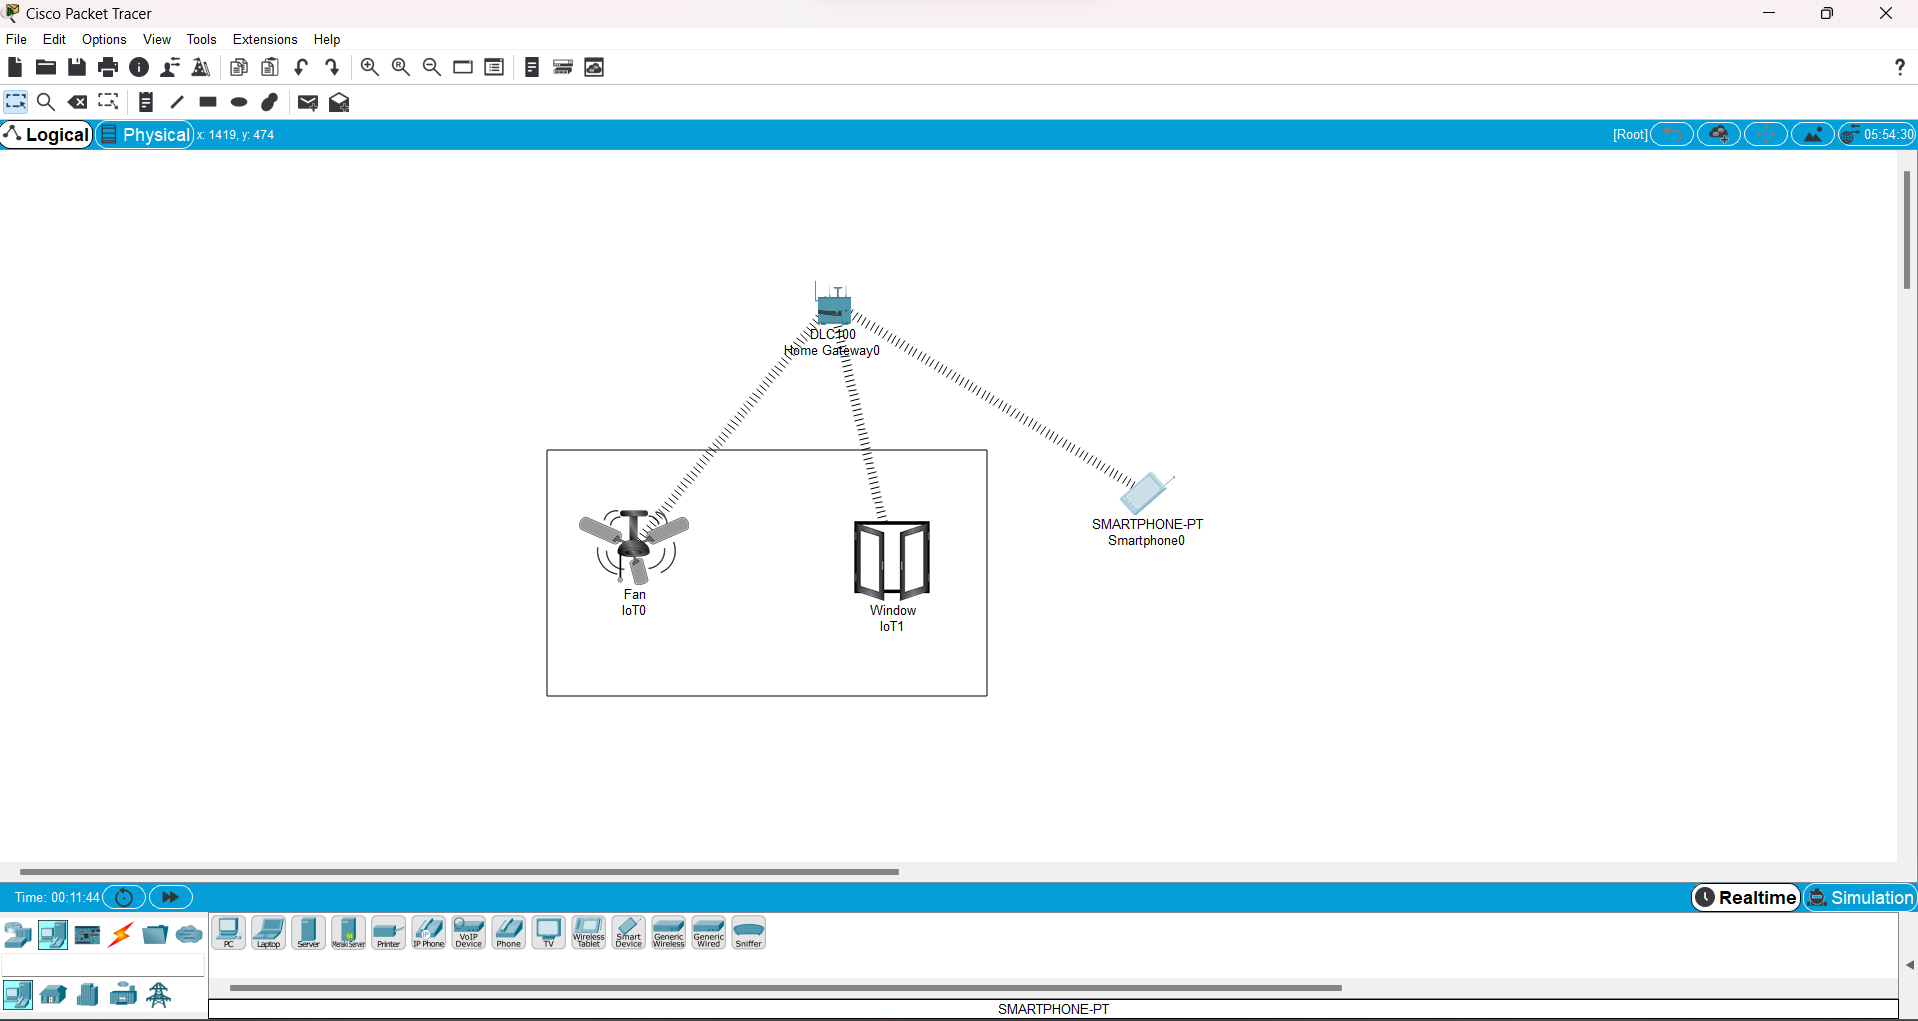 Cisco Packet Tracer
File Edit Options View Tools Extensions Help
?
Logical Physical x: 1419, y: 474 [Root] 05:54:30
DLC100
Home Gateway0
SMARTPHONE-PT
Smartphone0
Fan
IoT0
Window
IoT1
Time: 00:11:44 Realtime Simulation
PC Laptop Server Meraki Server Printer IP Phone VoIP Device Phone TV Wireless Tablet Smart Device Generic Wireless Generic Wired Sniffer
SMARTPHONE-PT